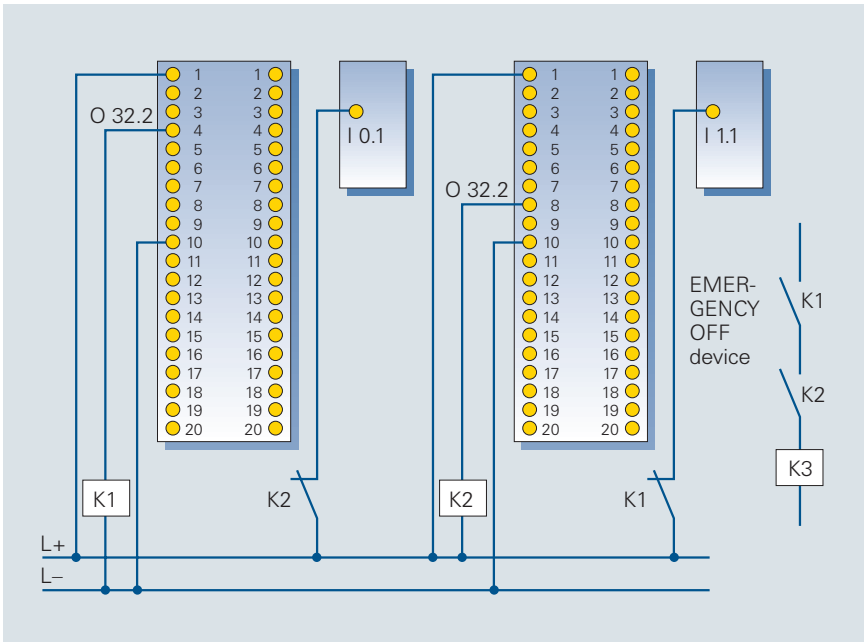 1 1
2 2
3 3
4 4
5 5
6 6
7 7
8 8
9 9
10 10
11 11
12 12
13 13
14 14
15 15
16 16
17 17
18 18
19 19
20 20
O 32.2
I 0.1
K1
K2
1 1
2 2
3 3
4 4
5 5
6 6
7 7
8 8
9 9
10 10
11 11
12 12
13 13
14 14
15 15
16 16
17 17
18 18
19 19
20 20
O 32.2
I 1.1
K2
K1
EMER-
GENCY
OFF
device
K1
K2
K3
L+
L–